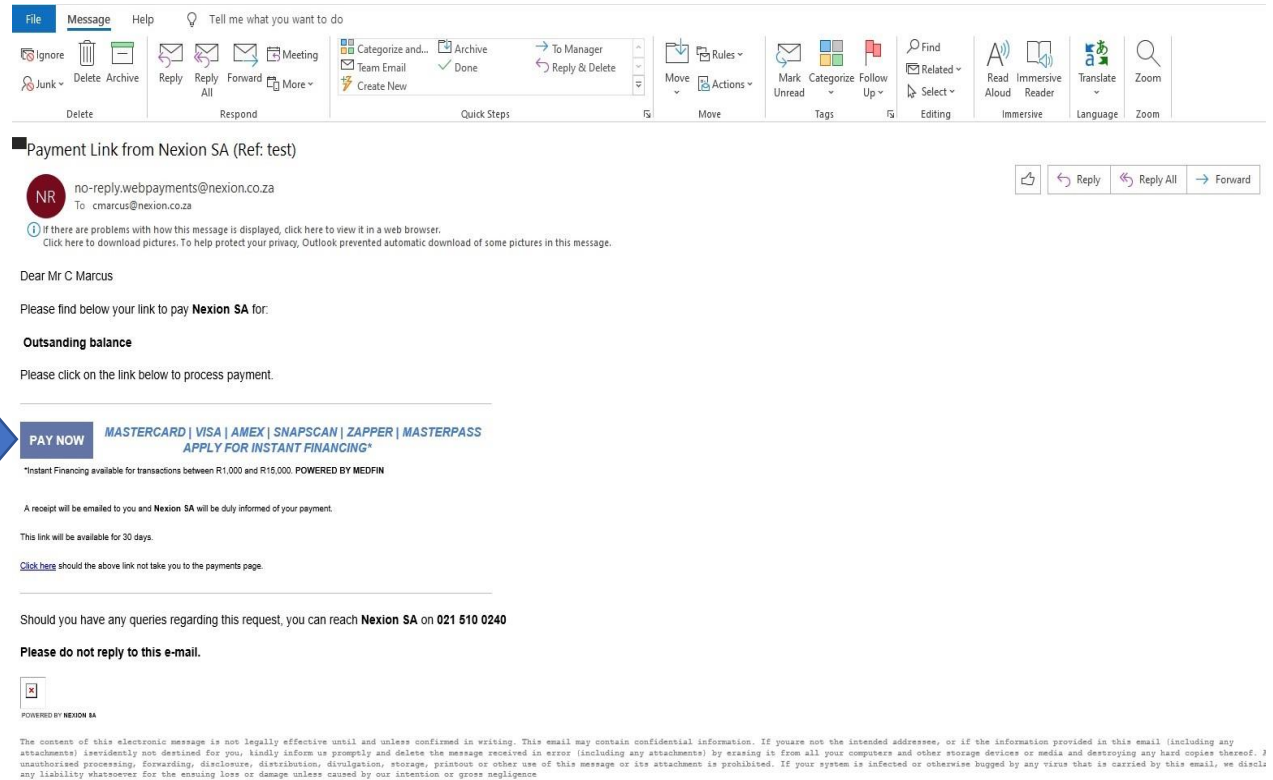 File Message Help Tell me what you want to do
Ignore
Junk
Delete
Archive
Reply
Reply All
Forward
Meeting
More
Categorize and...
Team Email
Create New
Archive
Done
To Manager
Reply & Delete
Move
Rules
Actions
Mark Unread
Categorize
Follow Up
Find
Related
Select
Read Aloud
Immersive Reader
Translate
Zoom
Delete Respond Quick Steps Move Tags Editing Immersive Language Zoom
Payment Link from Nexion SA (Ref: test)
NR
no-reply.webpayments@nexion.co.za
To cmarcus@nexion.co.za
Reply Reply All Forward
If there are problems with how this message is displayed, click here to view it in a web browser.
Click here to download pictures. To help protect your privacy, Outlook prevented automatic download of some pictures in this message.
Dear Mr C Marcus
Please find below your link to pay Nexion SA for:
Outsanding balance
Please click on the link below to process payment.
PAY NOW
MASTERCARD | VISA | AMEX | SNAPSCAN | ZAPPER | MASTERPASS
APPLY FOR INSTANT FINANCING*
*Instant Financing available for transactions between R1,000 and R15,000. POWERED BY MEDFIN
A receipt will be emailed to you and Nexion SA will be duly informed of your payment.
This link will be available for 30 days.
Click here should the above link not take you to the payments page.
Should you have any queries regarding this request, you can reach Nexion SA on 021 510 0240
Please do not reply to this e-mail.
POWERED BY NEXION SA
The content of this electronic message is not legally effective until and unless confirmed in writing. This email may contain confidential information. If youare not the intended addressee, or if the information provided in this email (including any
attachments) isevidently not destined for you, kindly inform us promptly and delete the message received in error (including any attachments) by erasing it from all your computers and other storage devices or media and destroying any hard copies thereof.
unauthorized processing, forwarding, disclosure, distribution, divulgation, storage, printout or other use of this message or its attachment is prohibited. If your system is infected or otherwise bugged by any virus that is carried by this email, we
any liability whatsoever for the ensuing loss or damage unless caused by our intention or gross negligence